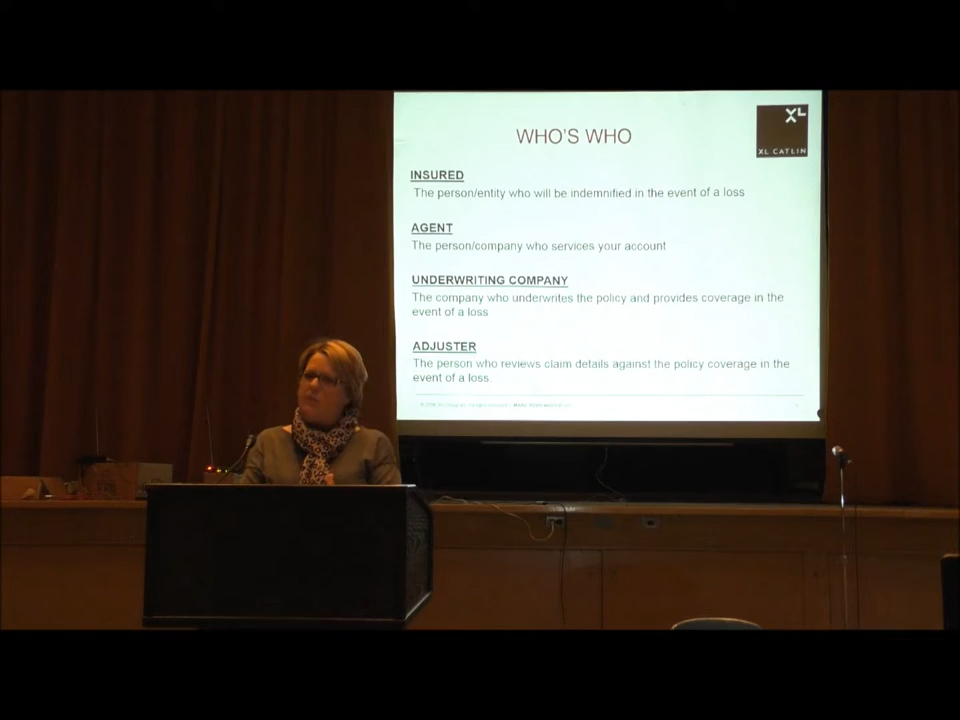 XL
XL CATLIN
WHO'S WHO
INSURED
The person/entity who will be indemnified in the event of a loss
AGENT
The person/company who services your account
UNDERWRITING COMPANY
The company who underwrites the policy and provides coverage in the
event of a loss
ADJUSTER
The person who reviews claim details against the policy coverage in the
event of a loss.